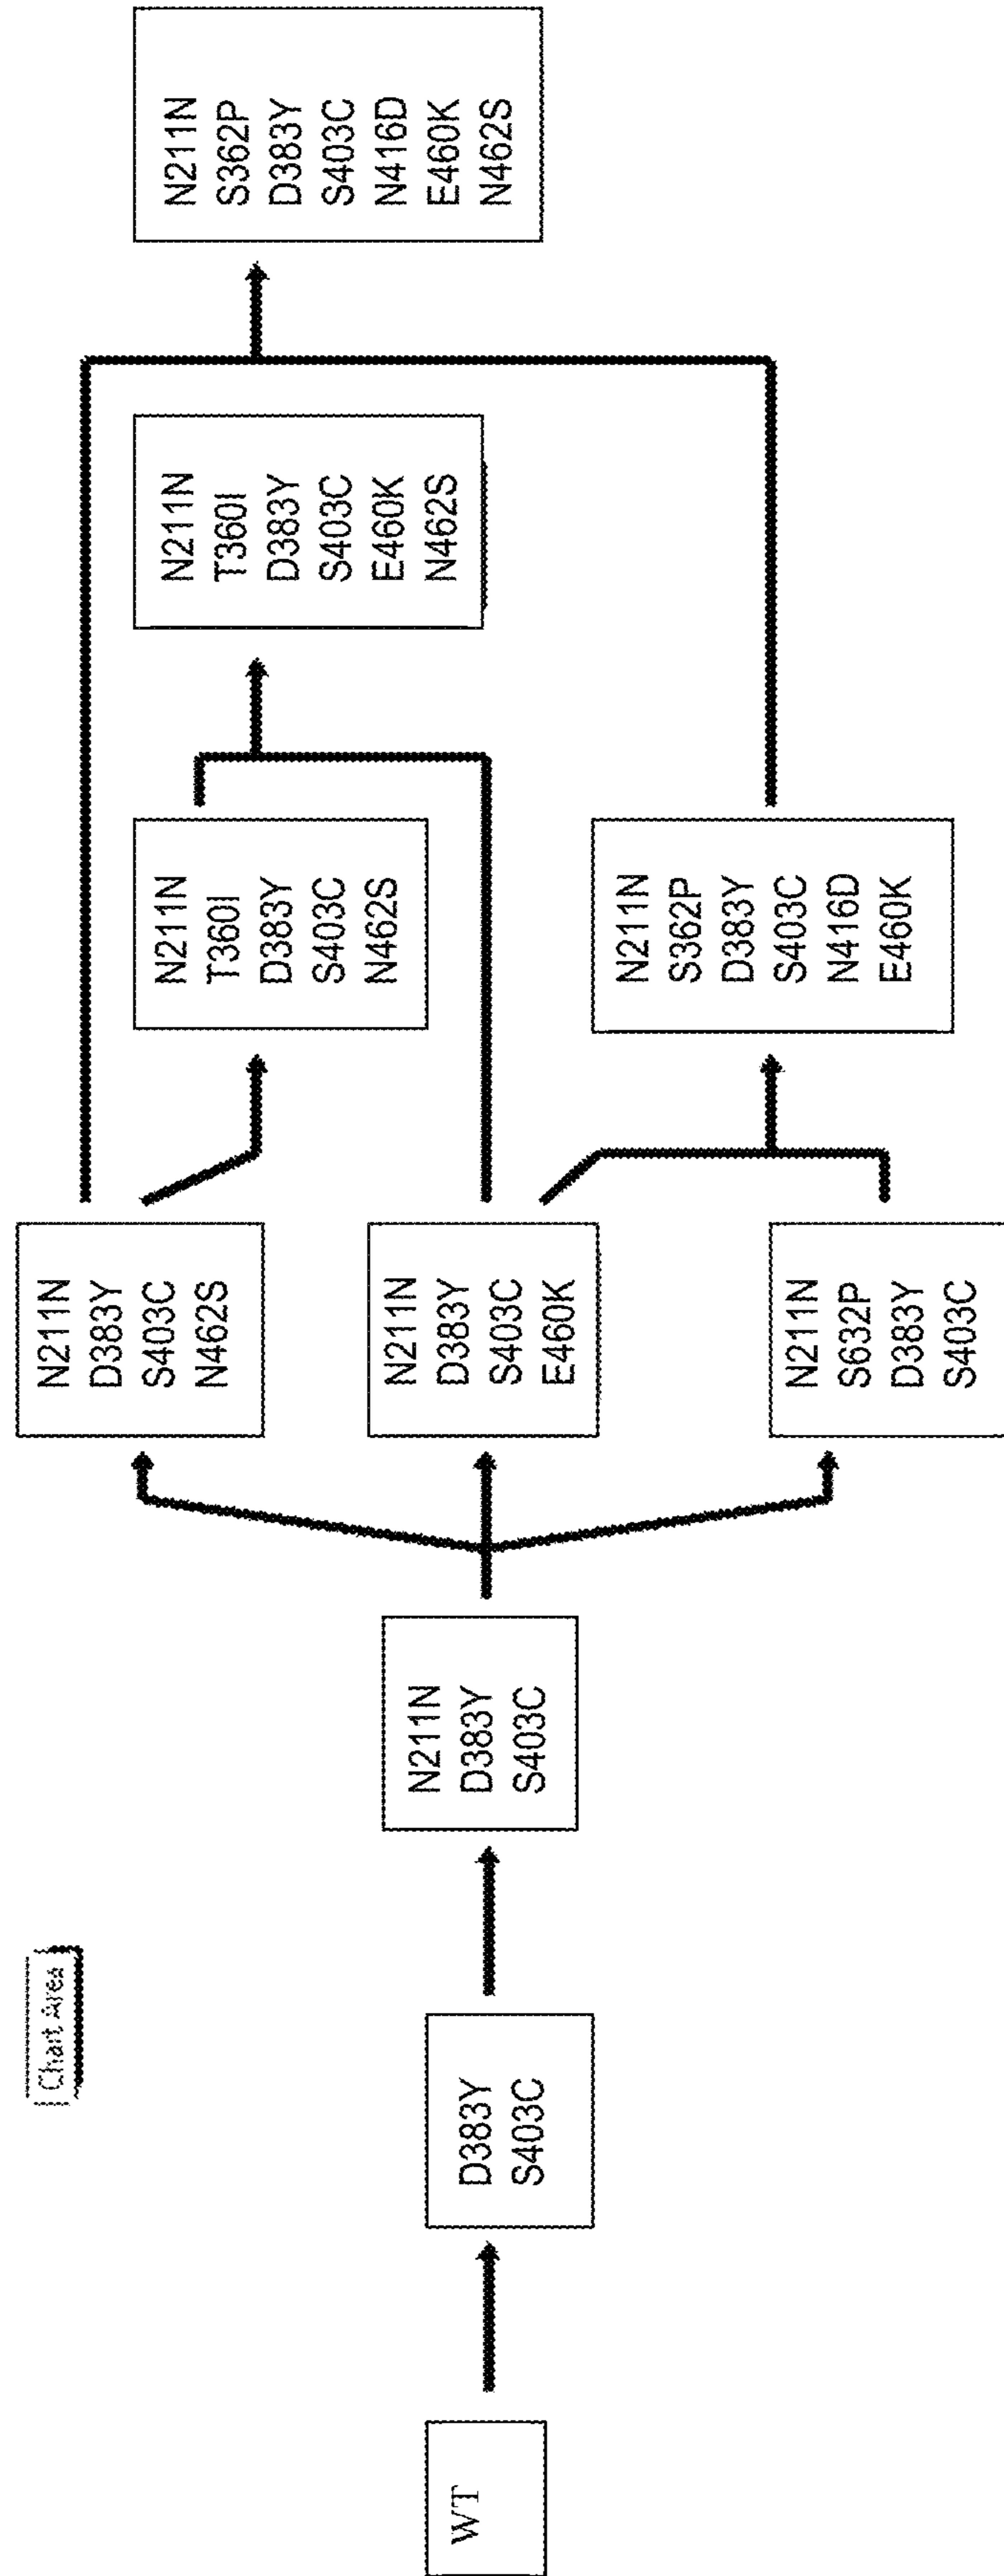 Chart Area
WT
D383Y
S403C
N211N
D383Y
S403C
N211N
D383Y
S403C
N462S
N211N
D383Y
S403C
E460K
N211N
S632P
D383Y
S403C
N211N
T360I
D383Y
S403C
N462S
N211N
S362P
D383Y
S403C
N416D
E460K
N211N
T360I
D383Y
S403C
E460K
N462S
N211N
S362P
D383Y
S403C
N416D
E460K
N462S